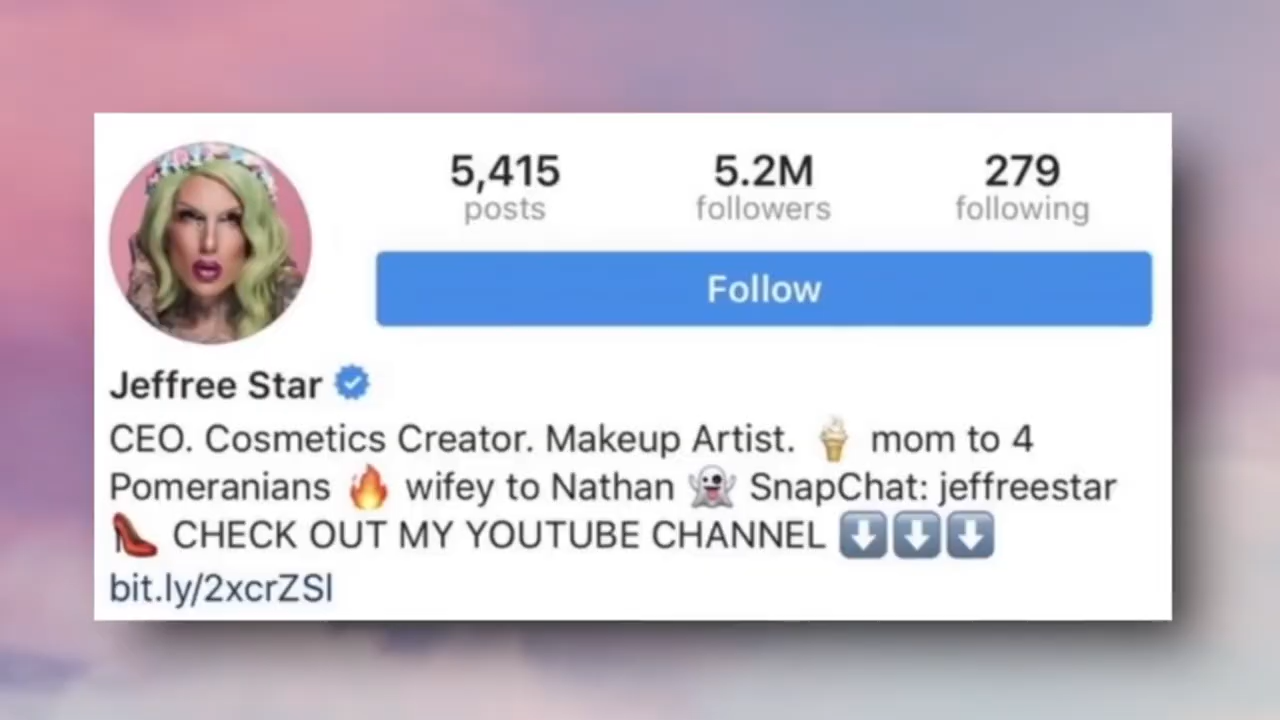 5,415 5.2M 279
posts followers following
Follow
Jeffree Star
CEO. Cosmetics Creator. Makeup Artist. 🍦 mom to 4
Pomeranians 🔥 wifey to Nathan 👻 SnapChat: jeffreestar
👠 CHECK OUT MY YOUTUBE CHANNEL ⬇️⬇️⬇️
bit.ly/2xcrZSl